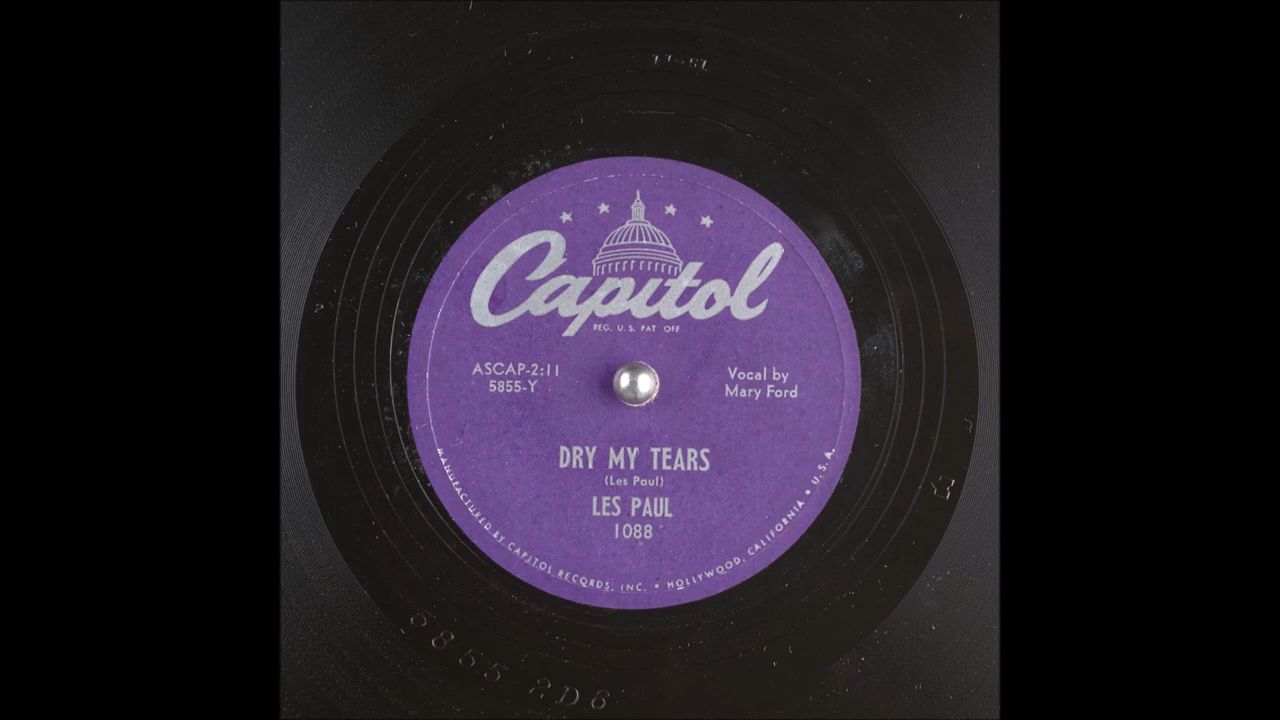 Capitol
REG. U.S. PAT OFF
ASCAP-2:11
5855-Y
Vocal by
Mary Ford
DRY MY TEARS
(Les Paul)
LES PAUL
1088
MANUFACTURED BY CAPITOL RECORDS, INC. • HOLLYWOOD, CALIFORNIA • U.S.A.
5855 2D6